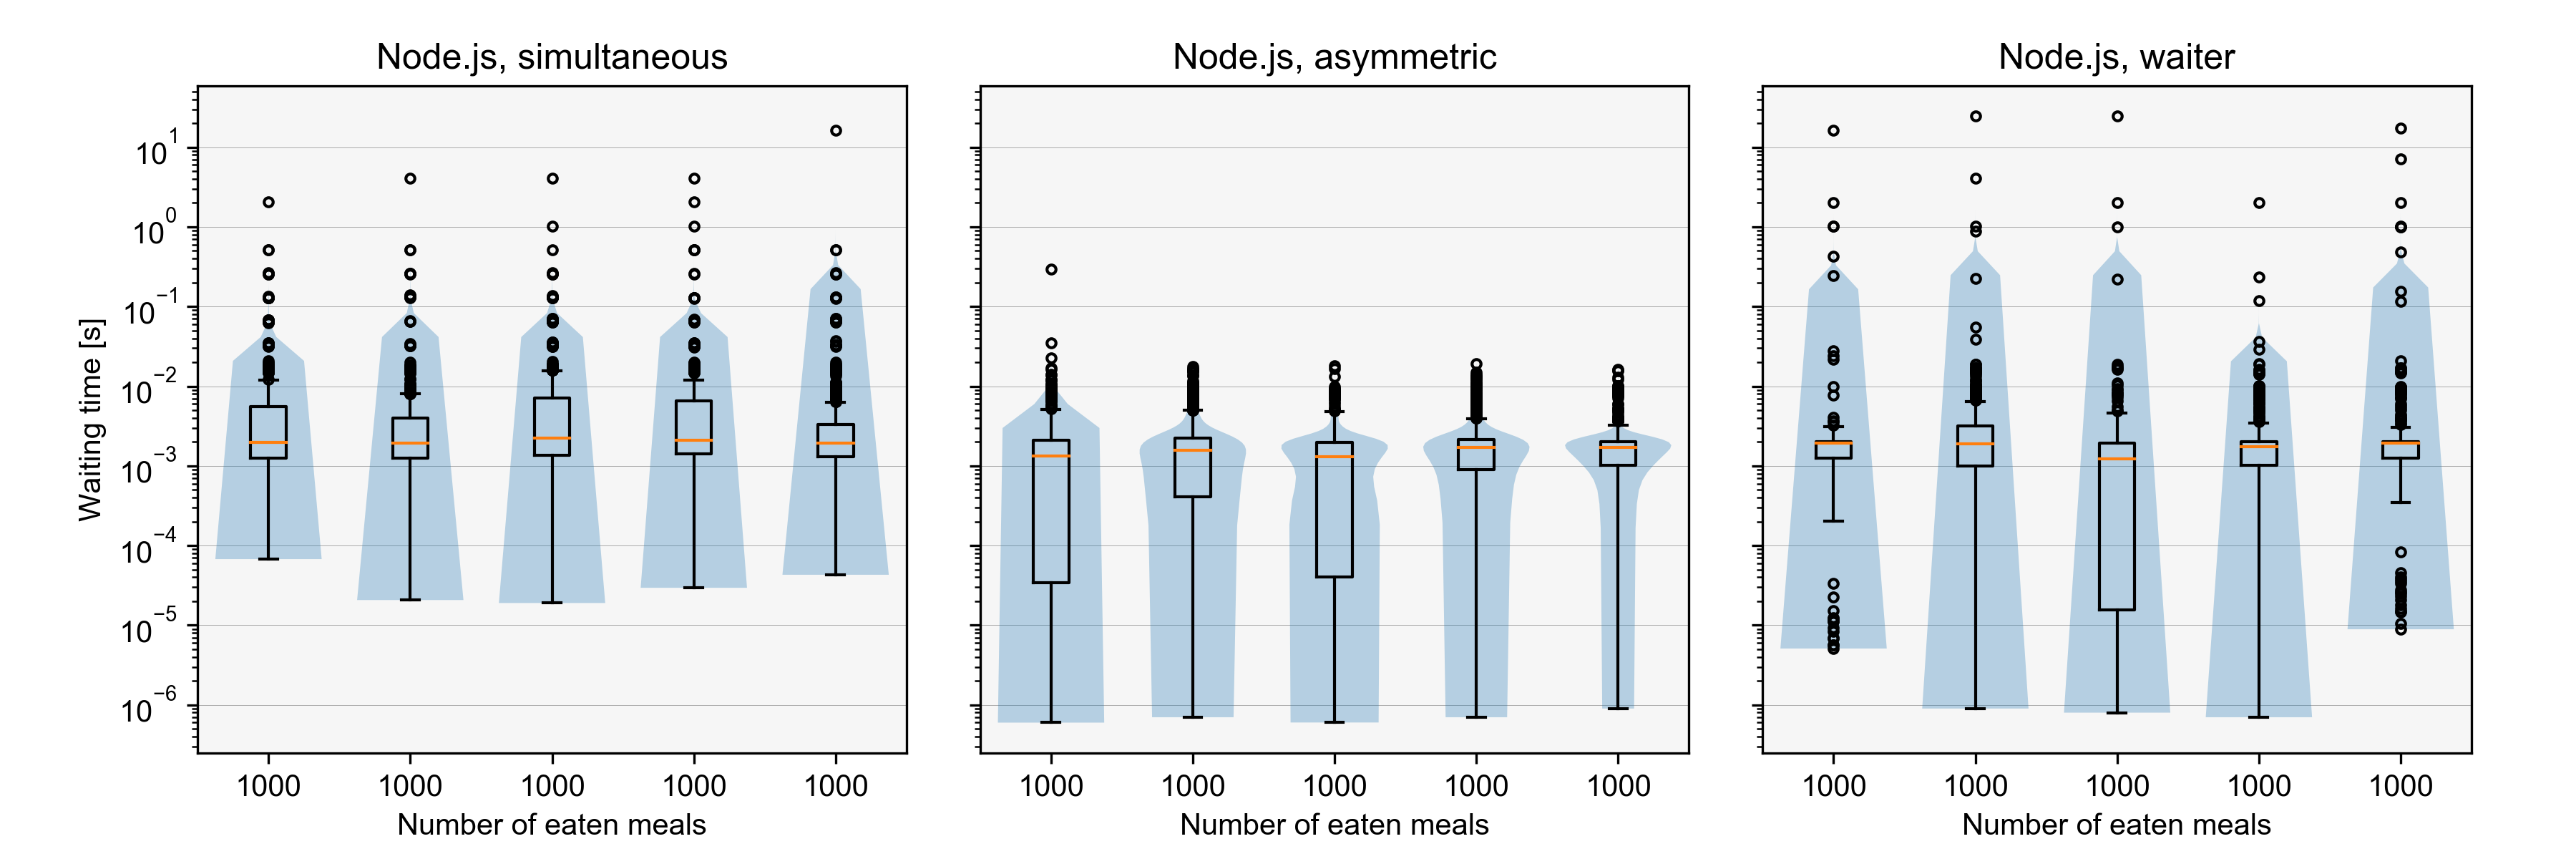 Node.js, simultaneous
Node.js, asymmetric
Node.js, waiter
Waiting time [s]
10^1
10^0
10^−1
10^−2
10^−3
10^−4
10^−5
10^−6
1000 1000 1000 1000 1000
1000 1000 1000 1000 1000
1000 1000 1000 1000 1000
Number of eaten meals
Number of eaten meals
Number of eaten meals